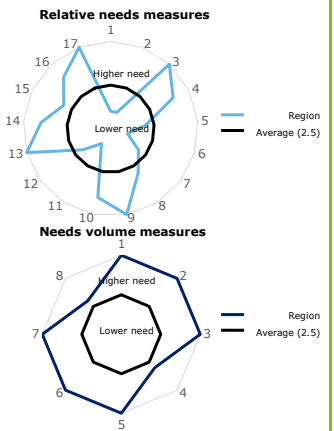 Relative needs measures
1
17
2
16
3
Higher need
15
4
14
Lower need
5
13
6
12
7
11
8
10
9
Region
Average (2.5)
Needs volume measures
1
8
2
Higher need
7
Lower need
3
6
4
5
Region
Average (2.5)